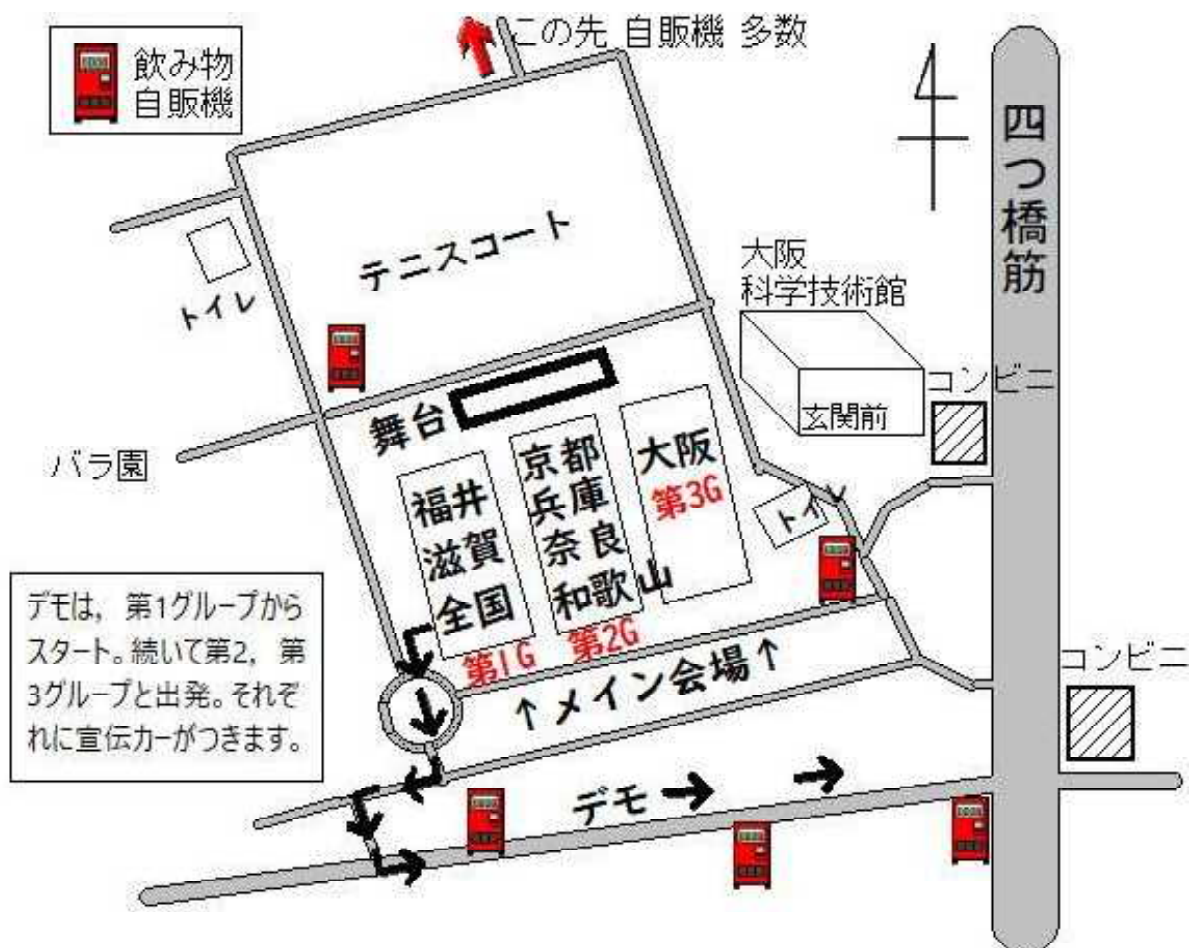 飲み物
自販機
この先 自販機 多数
四つ橋筋
テニスコート
トイレ
大阪
科学技術館
玄関前
コンビニ
舞台
バラ園
福井
滋賀
全国
第1G
京都
兵庫
奈良
和歌山
第2G
大阪
第3G
トイレ
デモは，第1グループから
スタート。続いて第2，第
3グループと出発。それぞ
れに宣伝カーがつきます。
↑メイン会場↑
コンビニ
デモ